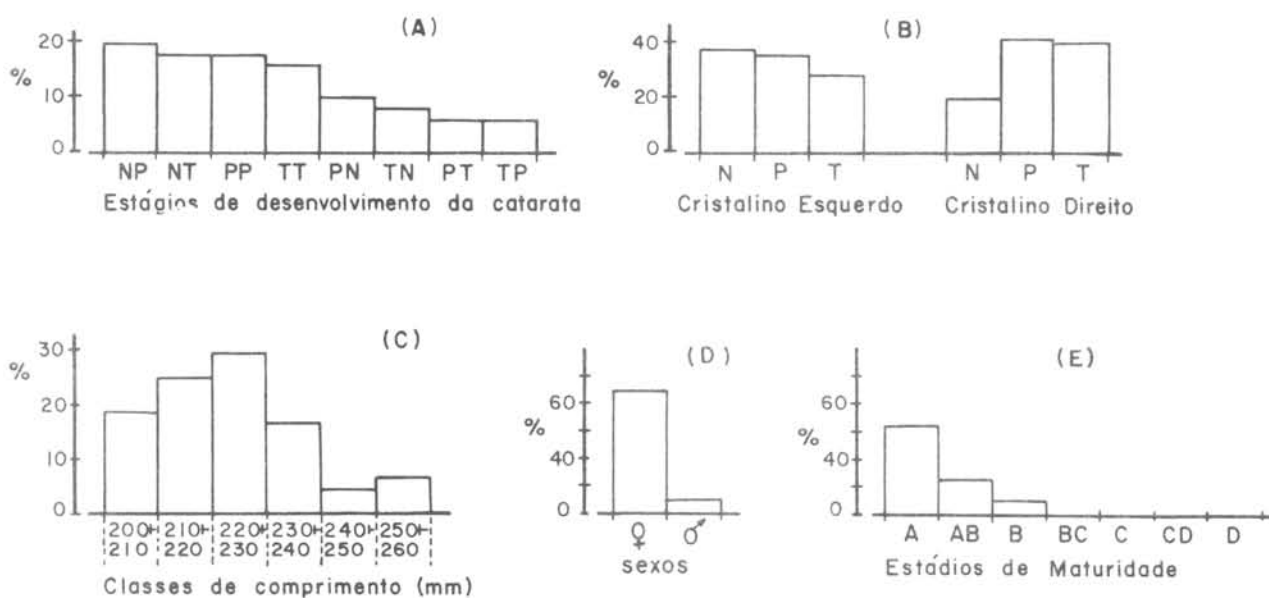 (A)
%
20
10
0
NP NT PP TT PN TN PT TP
Estágios de desenvolvimento da catarata
(B)
%
40
20
0
N P T N P T
Cristalino Esquerdo Cristalino Direito
(C)
%
30
20
10
0
200⊢ 210⊢ 220⊢ 230⊢ 240⊢ 250⊢
210 220 230 240 250 260
Classes de comprimento (mm)
(D)
%
60
40
0
♀ ♂
sexos
(E)
%
60
40
0
A AB B BC C CD D
Estádios de Maturidade